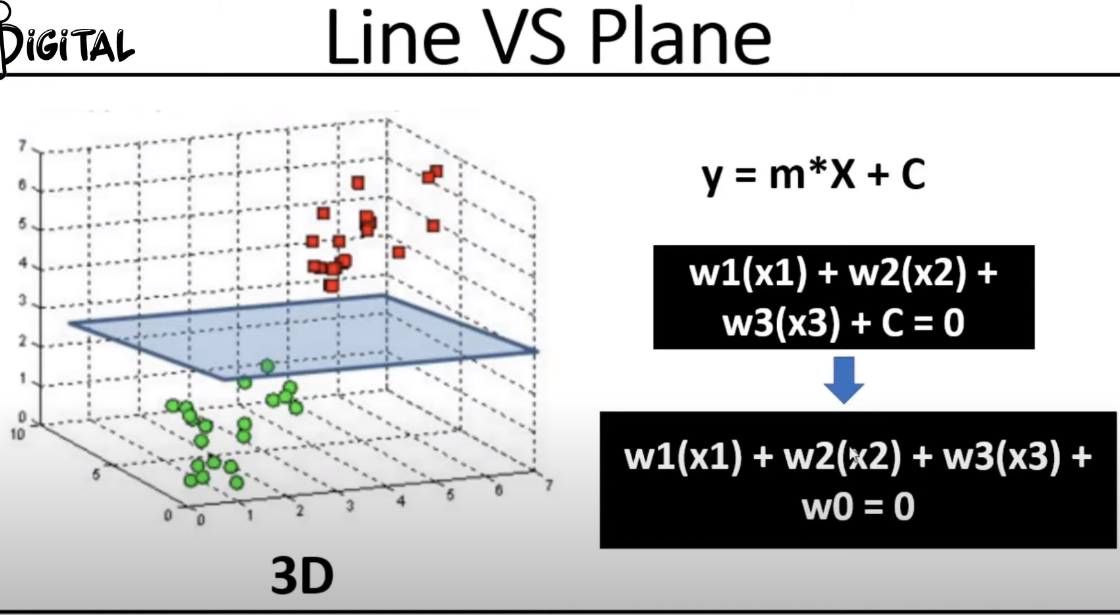 DiGiTAL
Line VS Plane
7
6
5
4
3
2
1
0
10
5
0
0
1
2
3
4
5
6
7
3D
y = m*X + C
w1(x1) + w2(x2) +
w3(x3) + C = 0
w1(x1) + w2(x2) + w3(x3) +
w0 = 0